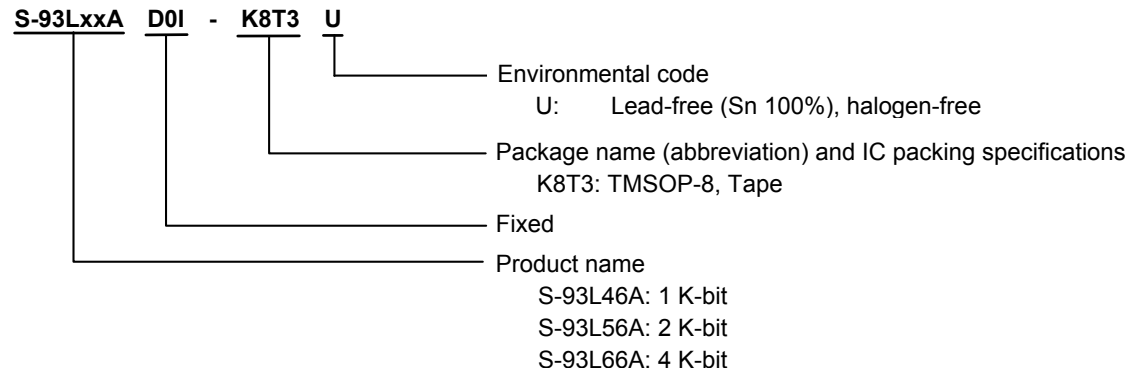 S-93LxxA D0I - K8T3 U
Environmental code
U: Lead-free (Sn 100%), halogen-free
Package name (abbreviation) and IC packing specifications
K8T3: TMSOP-8, Tape
Fixed
Product name
S-93L46A: 1 K-bit
S-93L56A: 2 K-bit
S-93L66A: 4 K-bit